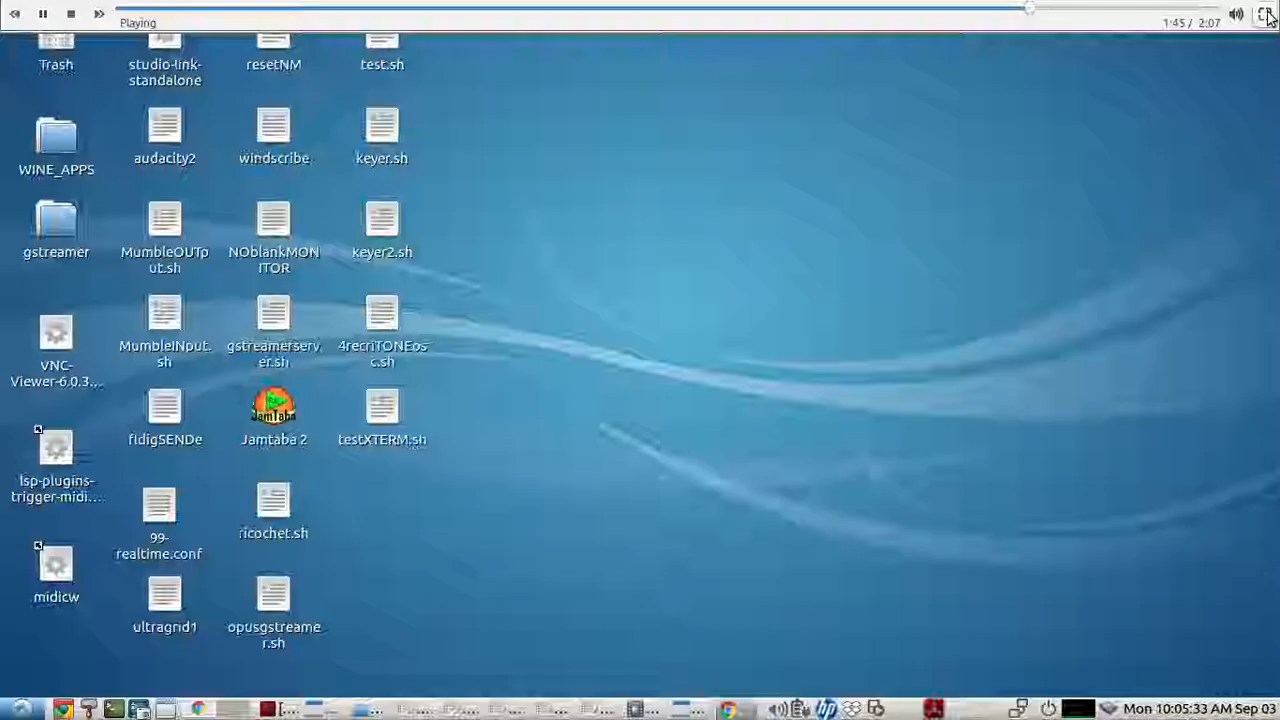 Playing
1:45 / 2:07
Trash
studio-link-
standalone
resetNM
test.sh
WINE_APPS
audacity2
windscribe
keyer.sh
gstreamer
MumbleOUTp
ut.sh
NOblankMON
ITOR
keyer2.sh
VNC-
Viewer-6.0.3...
MumbleINput.
sh
gstreamerserv
er.sh
4recriTONEos
c.sh
fldigSENDe
Jamtaba 2
JamTaba
testXTERM.sh
lsp-plugins-
trigger-midi....
99-
realtime.conf
ricochet.sh
midicw
ultragrid1
opusgstreame
r.sh
Mon 10:05:33 AM Sep 03